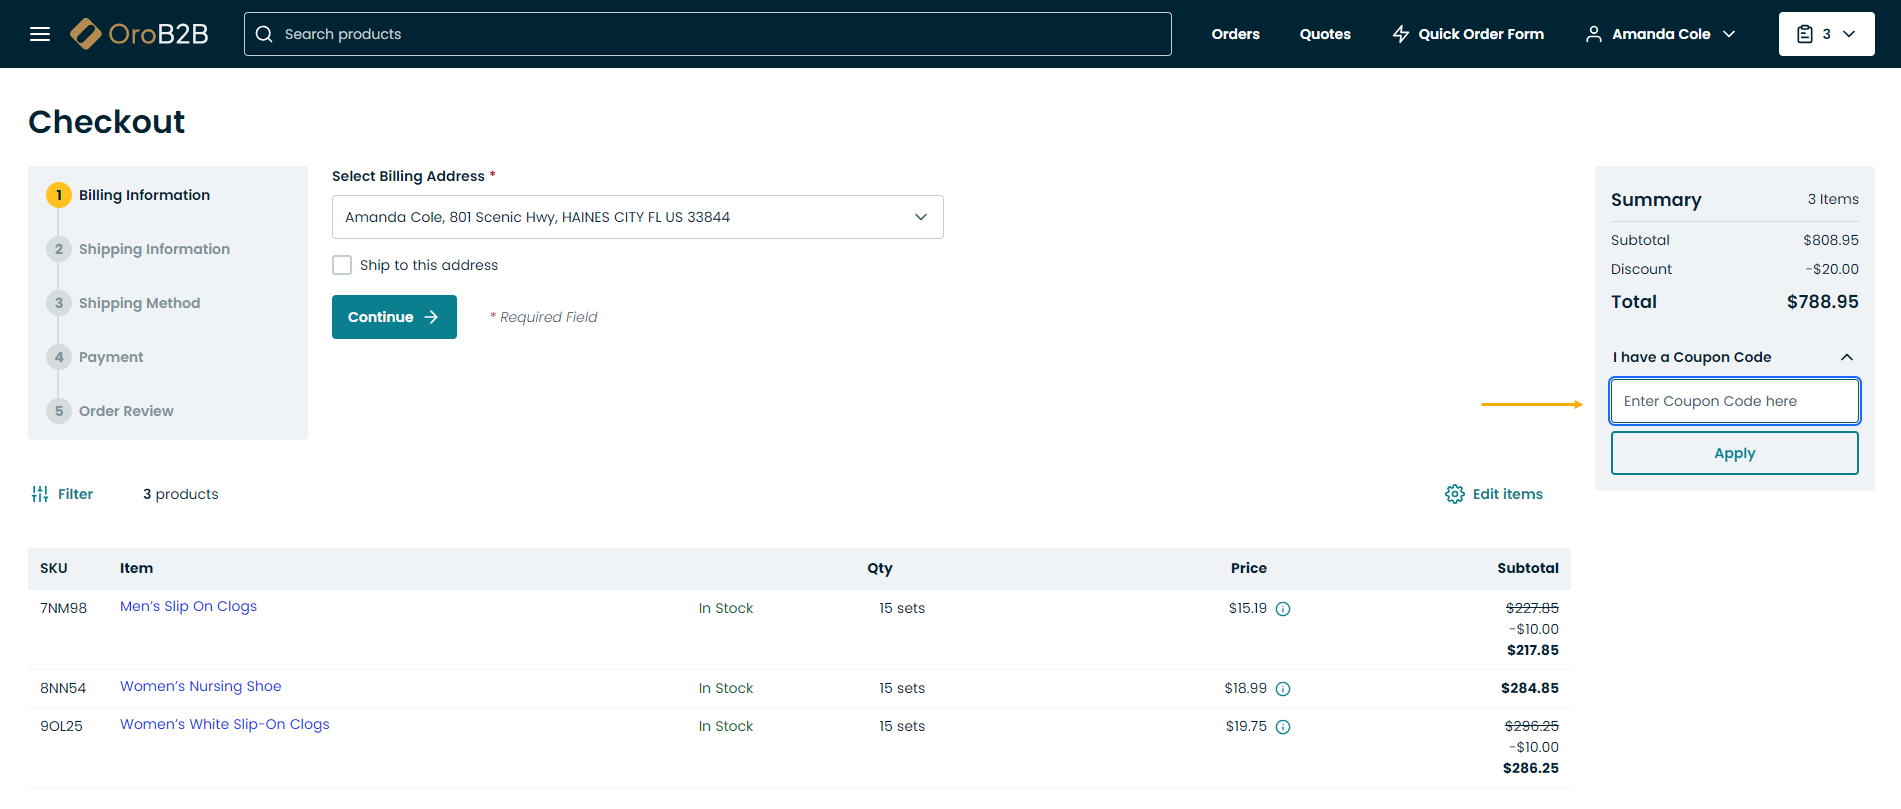 OroB2B
Search products
Orders
Quotes
Quick Order Form
Amanda Cole
3
Checkout
1 Billing Information
2 Shipping Information
3 Shipping Method
4 Payment
5 Order Review
Select Billing Address *
Amanda Cole, 801 Scenic Hwy, HAINES CITY FL US 33844
Ship to this address
Continue
* Required Field
Summary 3 Items
Subtotal $808.95
Discount -$20.00
Total $788.95
I have a Coupon Code
Enter Coupon Code here
Apply
Filter
3 products
Edit items
SKU Item Qty Price Subtotal
7NM98 Men's Slip On Clogs In Stock 15 sets $15.19 $227.85
-$10.00
$217.85
8NN54 Women's Nursing Shoe In Stock 15 sets $18.99 $284.85
9OL25 Women's White Slip-On Clogs In Stock 15 sets $19.75 $296.25
-$10.00
$286.25